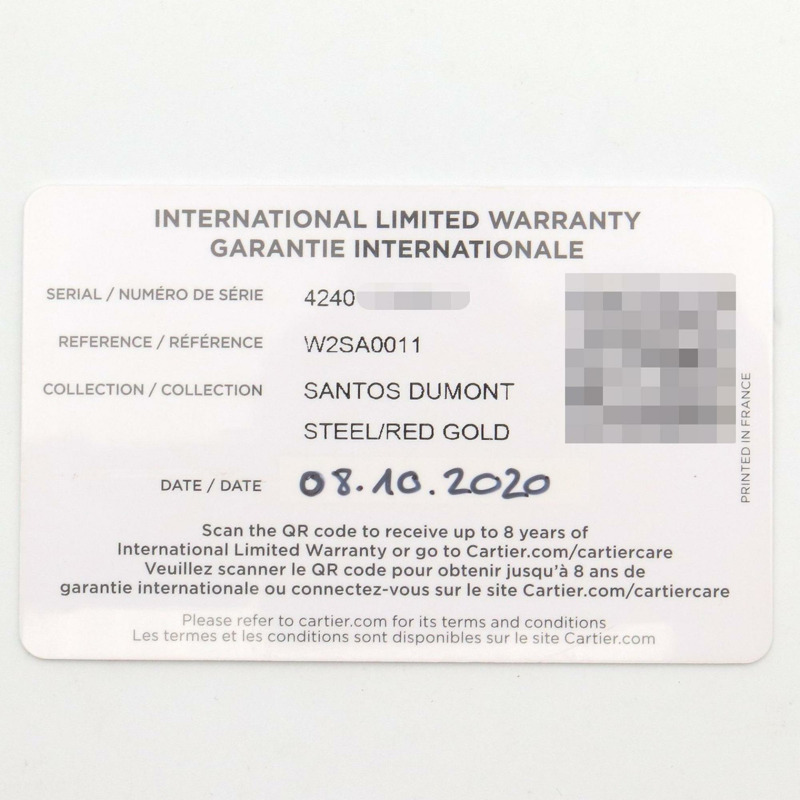 INTERNATIONAL LIMITED WARRANTY
GARANTIE INTERNATIONALE
SERIAL / NUMÉRO DE SÉRIE 4240
REFERENCE / RÉFÉRENCE W2SA0011
COLLECTION / COLLECTION SANTOS DUMONT
STEEL/RED GOLD
DATE / DATE 08.10.2020
PRINTED IN FRANCE
Scan the QR code to receive up to 8 years of
International Limited Warranty or go to Cartier.com/cartiercare
Veuillez scanner le QR code pour obtenir jusqu'à 8 ans de
garantie internationale ou connectez-vous sur le site Cartier.com/cartiercare
Please refer to cartier.com for its terms and conditions
Les termes et les conditions sont disponibles sur le site Cartier.com